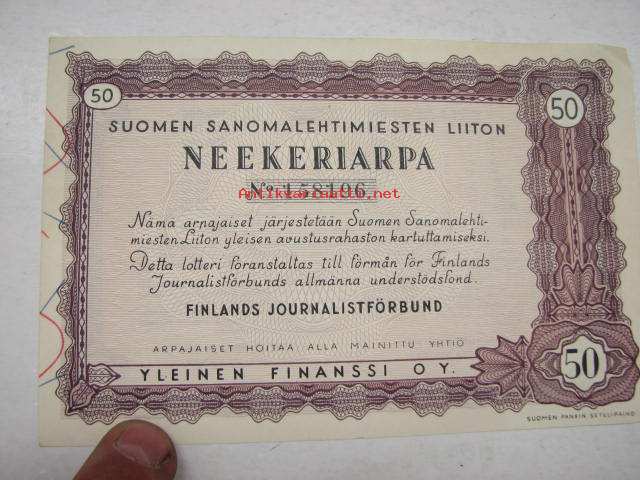 50
50
SUOMEN SANOMALEHTIMIESTEN LIITON
NEEKERIARPA
No 158106
antikvariaatti.net
Nämä arpajaiset järjestetään Suomen Sanomalehti-
miesten Liiton yleisen avustusrahaston kartuttamiseksi.
Detta lotteri föranstaltas till förmån för Finlands
Journalistförbunds allmänna understödsfond.
FINLANDS JOURNALISTFÖRBUND
ARPAJAISET HOITAA ALLA MAINITTU YHTIÖ
YLEINEN FINANSSI OY.
50
SUOMEN PANKIN SETELIPAINO